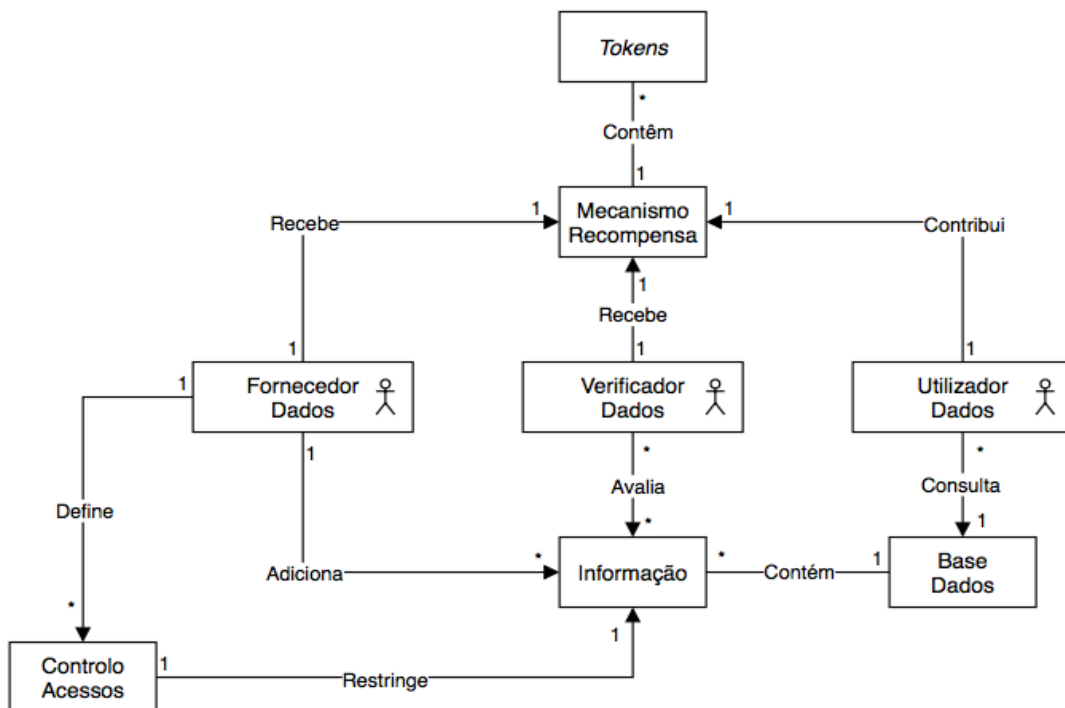 Tokens
*
Contêm
1
Mecanismo
Recompensa
Recebe
1
1
Contribui
1
Recebe
1
1
1
1
Fornecedor
Dados
Verificador
Dados
Utilizador
Dados
1
*
*
Define
Avalia
Consulta
*
1
Adiciona
*
Informação
*
Contém
1
Base
Dados
*
1
Controlo
Acessos
1
Restringe